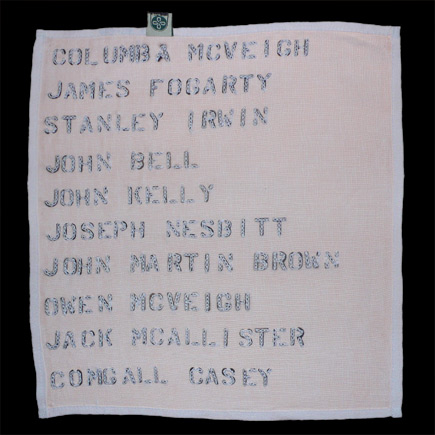 COLUMBA MCVEIGH
JAMES FOGARTY
STANLEY IRWIN
JOHN BELL
JOHN KELLY
JOSEPH NESBITT
JOHN MARTIN BROWN
OWEN MCVEIGH
JACK MCALLISTER
COMGALL CASEY